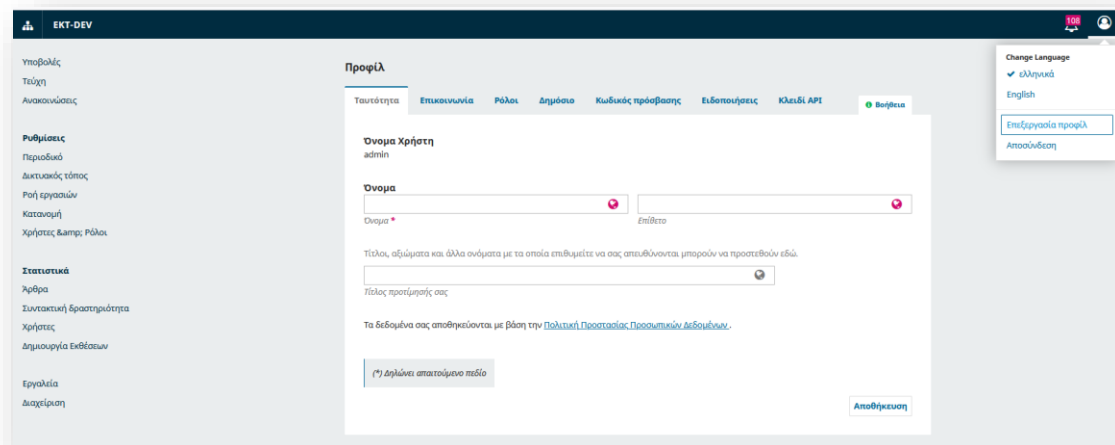 EKT-DEV
108
Υποβολές
Τεύχη
Ανακοινώσεις
Ρυθμίσεις
Περιοδικό
Δικτυακός τόπος
Ροή εργασιών
Κατανομή
Χρήστες &amp; Ρόλοι
Στατιστικά
Άρθρα
Συντακτική δραστηριότητα
Χρήστες
Δημιουργία Εκθέσεων
Εργαλεία
Διαχείριση
Προφίλ
Ταυτότητα Επικοινωνία Ρόλοι Δημόσιο Κωδικός πρόσβασης Ειδοποιήσεις Κλειδί API Βοήθεια
Όνομα Χρήστη
admin
Όνομα
Όνομα * Επίθετο
Τίτλοι, αξιώματα και άλλα ονόματα με τα οποία επιθυμείτε να σας απευθύνονται μπορούν να προστεθούν εδώ.
Τίτλος προτίμησής σας
Τα δεδομένα σας αποθηκεύονται με βάση την Πολιτική Προστασίας Προσωπικών Δεδομένων .
(*) Δηλώνει απαιτούμενο πεδίο
Αποθήκευση
Change Language
ελληνικά
English
Επεξεργασία προφίλ
Αποσύνδεση